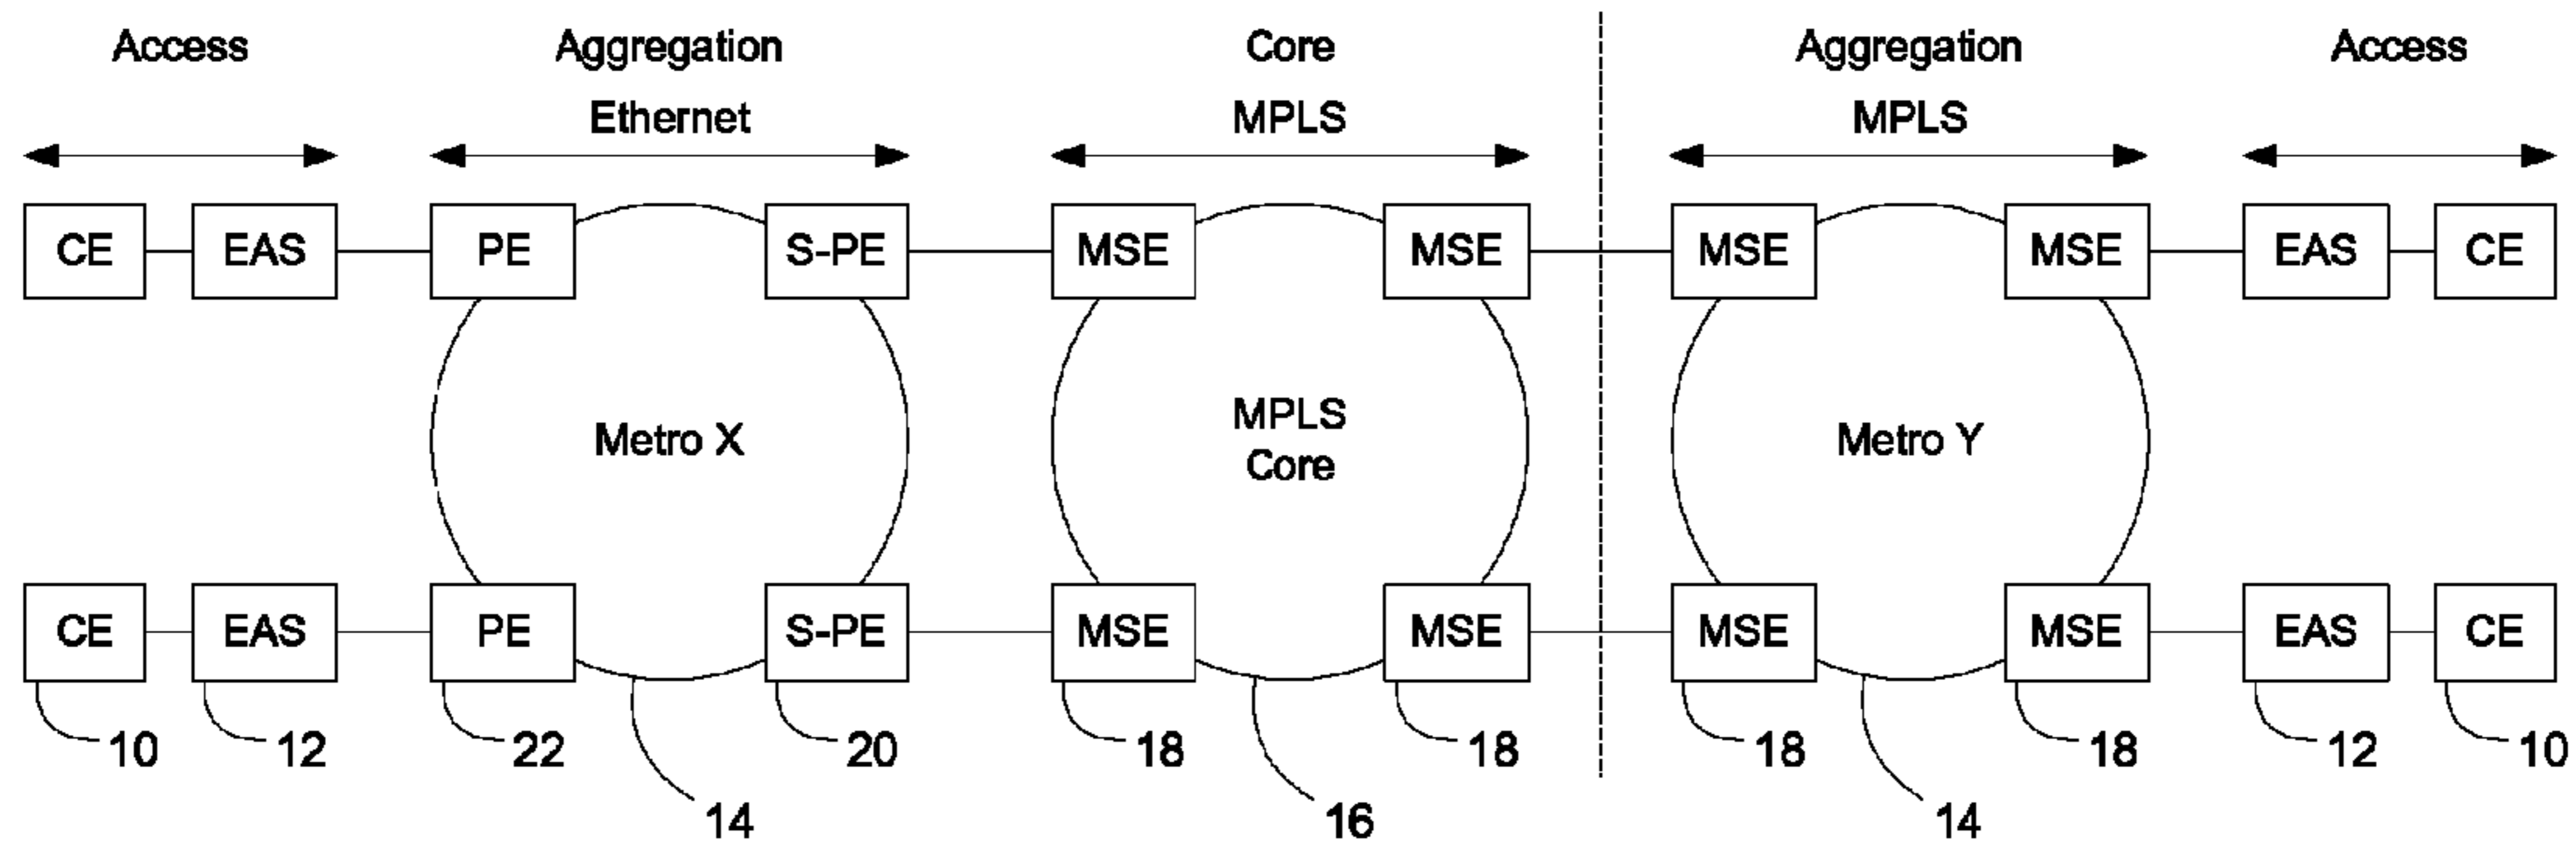 Access Aggregation Core Aggregation Access
Ethernet MPLS MPLS
CE EAS PE S-PE MSE MSE MSE MSE EAS CE
Metro X MPLS Core Metro Y
CE EAS PE S-PE MSE MSE MSE MSE EAS CE
10 12 22 20 18 18 18 18 12 10
14 16 14